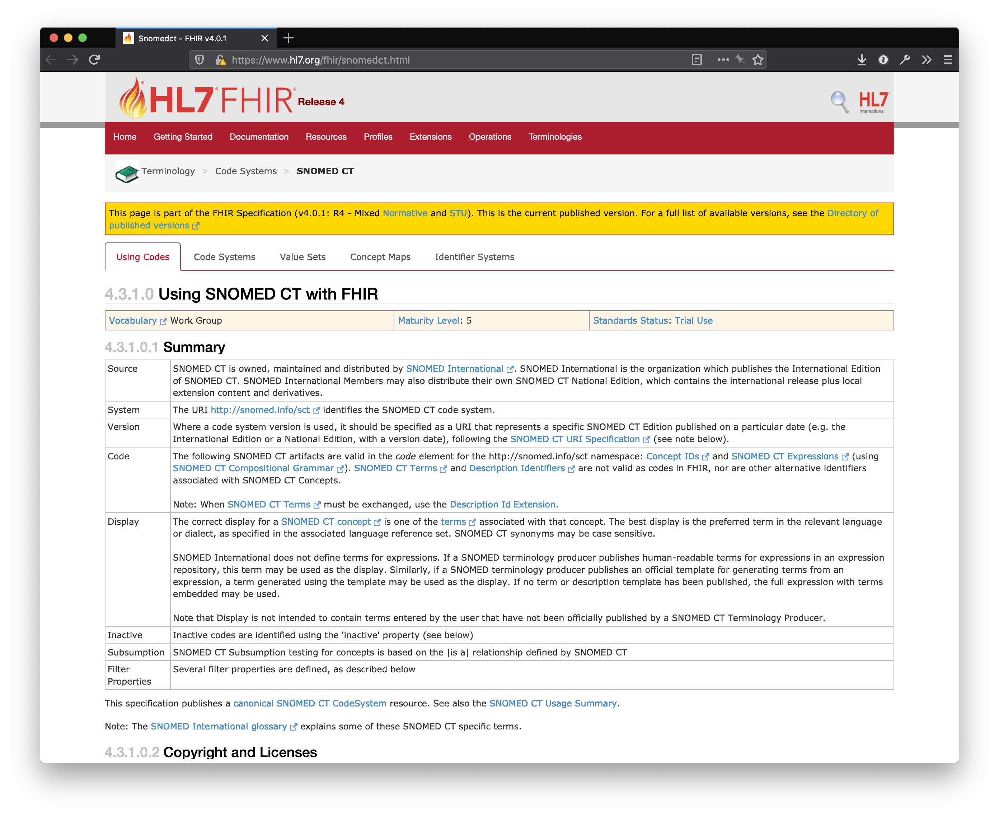 Snomedct - FHIR v4.0.1
https://www.hl7.org/fhir/snomedct.html
HL7® FHIR® Release 4
HL7®
International
Home Getting Started Documentation Resources Profiles Extensions Operations Terminologies
Terminology > Code Systems > SNOMED CT
This page is part of the FHIR Specification (v4.0.1: R4 - Mixed Normative and STU). This is the current published version. For a full list of available versions, see the Directory of
published versions
Using Codes Code Systems Value Sets Concept Maps Identifier Systems
4.3.1.0 Using SNOMED CT with FHIR
Vocabulary Work Group Maturity Level: 5 Standards Status: Trial Use
4.3.1.0.1 Summary
Source SNOMED CT is owned, maintained and distributed by SNOMED International . SNOMED International is the organization which publishes the International Edition
of SNOMED CT. SNOMED International Members may also distribute their own SNOMED CT National Edition, which contains the international release plus local
extension content and derivatives.
System The URI http://snomed.info/sct identifies the SNOMED CT code system.
Version Where a code system version is used, it should be specified as a URI that represents a specific SNOMED CT Edition published on a particular date (e.g. the
International Edition or a National Edition, with a version date), following the SNOMED CT URI Specification (see note below).
Code The following SNOMED CT artifacts are valid in the code element for the http://snomed.info/sct namespace: Concept IDs and SNOMED CT Expressions (using
SNOMED CT Compositional Grammar ). SNOMED CT Terms and Description Identifiers are not valid as codes in FHIR, nor are other alternative identifiers
associated with SNOMED CT Concepts.
Note: When SNOMED CT Terms must be exchanged, use the Description Id Extension.
Display The correct display for a SNOMED CT concept is one of the terms associated with that concept. The best display is the preferred term in the relevant language
or dialect, as specified in the associated language reference set. SNOMED CT synonyms may be case sensitive.
SNOMED International does not define terms for expressions. If a SNOMED terminology producer publishes human-readable terms for expressions in an expression
repository, this term may be used as the display. Similarly, if a SNOMED terminology producer publishes an official template for generating terms from an
expression, a term generated using the template may be used as the display. If no term or description template has been published, the full expression with terms
embedded may be used.
Note that Display is not intended to contain terms entered by the user that have not been officially published by a SNOMED CT Terminology Producer.
Inactive Inactive codes are identified using the 'inactive' property (see below)
Subsumption SNOMED CT Subsumption testing for concepts is based on the |is a| relationship defined by SNOMED CT
Filter Several filter properties are defined, as described below
Properties
This specification publishes a canonical SNOMED CT CodeSystem resource. See also the SNOMED CT Usage Summary.
Note: The SNOMED International glossary explains some of these SNOMED CT specific terms.
4.3.1.0.2 Copyright and Licenses